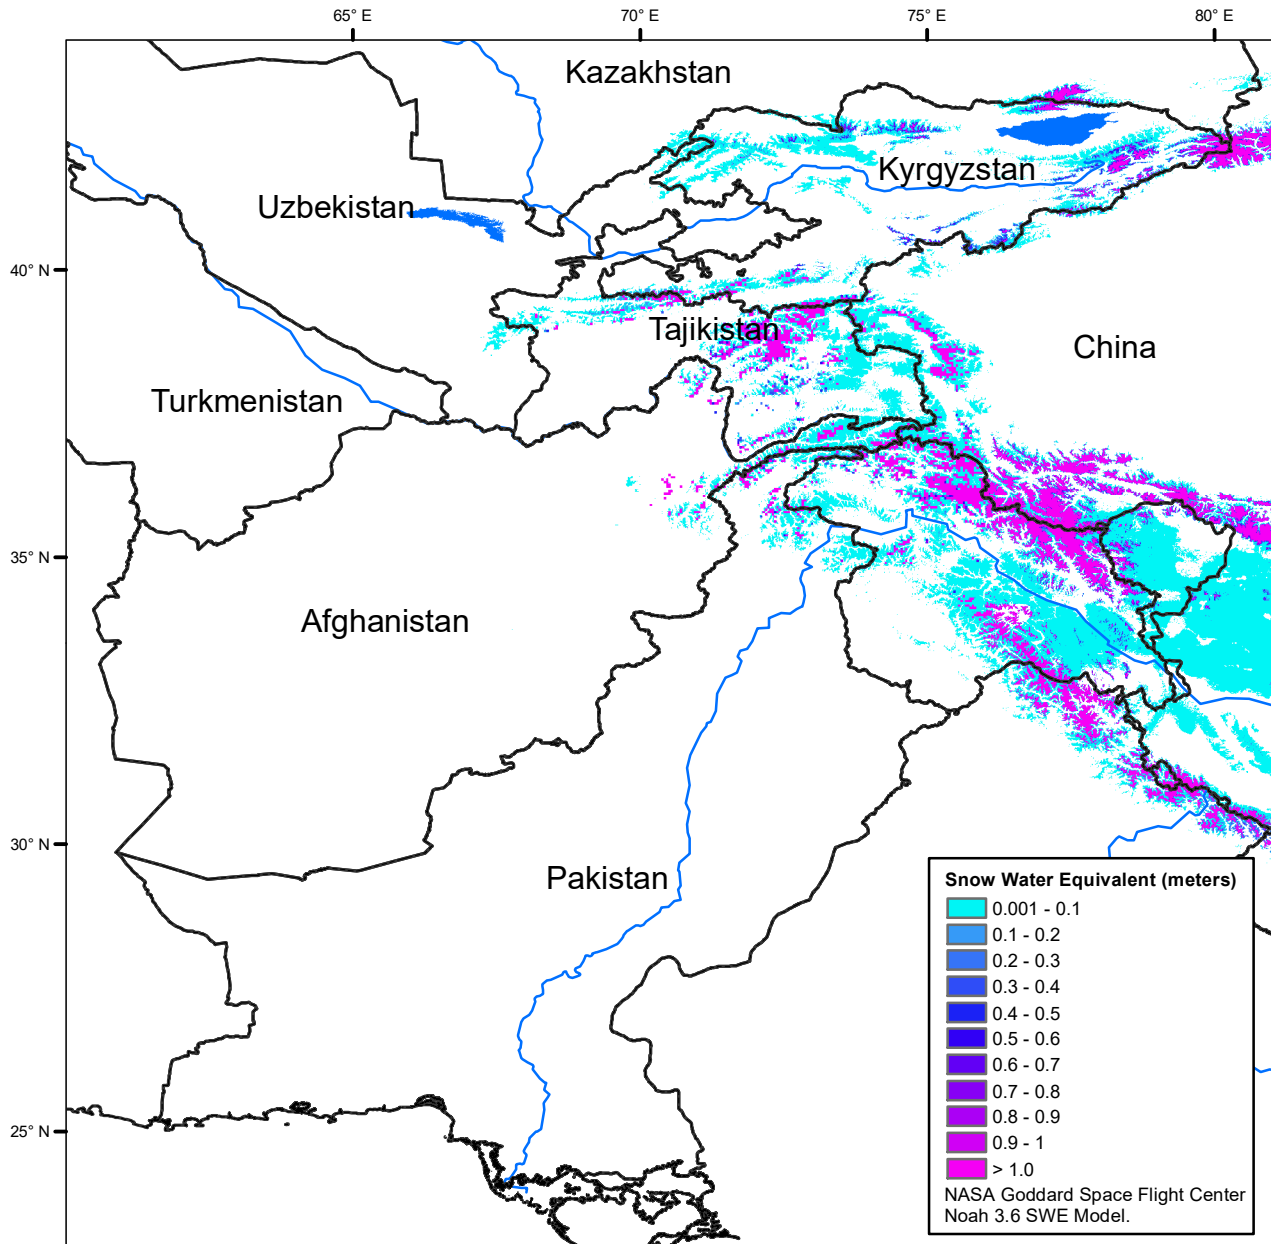 65° E
70° E
75° E
80° E
Kazakhstan
Kyrgyzstan
Uzbekistan
40° N
Tajikistan
China
Turkmenistan
35° N
Afghanistan
30° N
Pakistan
Snow Water Equivalent (meters)
0.001 - 0.1
0.1 - 0.2
0.2 - 0.3
0.3 - 0.4
0.4 - 0.5
0.5 - 0.6
0.6 - 0.7
0.7 - 0.8
0.8 - 0.9
0.9 - 1
> 1.0
25° N
NASA Goddard Space Flight Center
Noah 3.6 SWE Model.